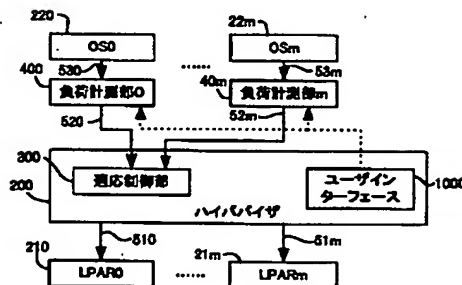 220
22m
OS0
OSm
......
400
530
40m
53m
負荷計測部0
負荷計測部m
520
52m
300
適応制御部
ユーザイン
ターフェース
1000
200
ハイパバイザ
510
51m
210
21m
LPAR0
......
LPARm